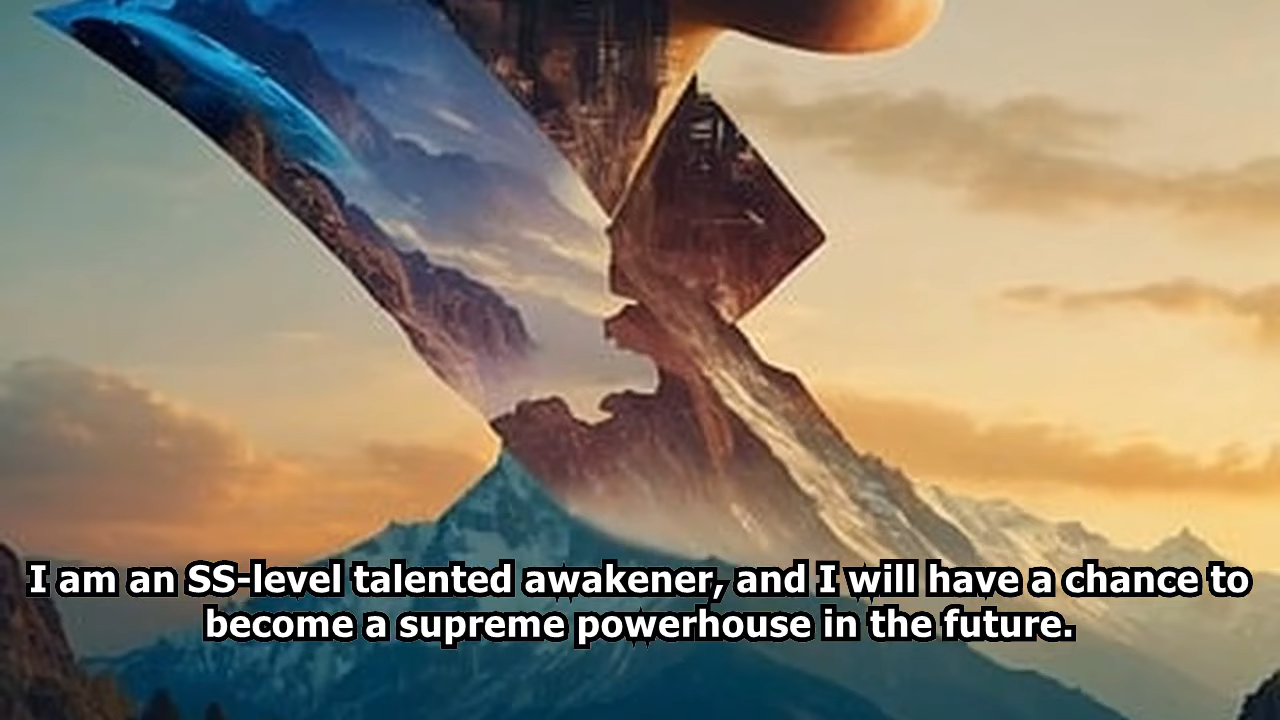 I am an SS-level talented awakener, and I will have a chance to
become a supreme powerhouse in the future.